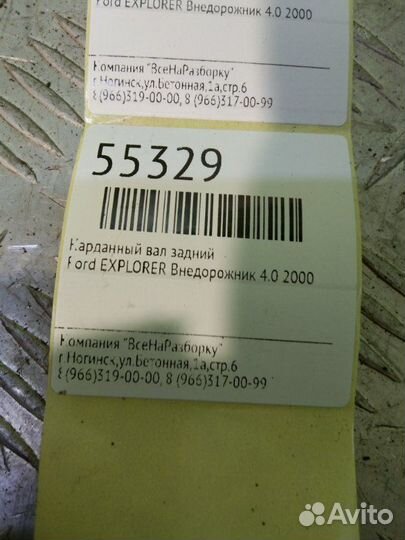 Ford EXPLORER Внедорожник 4.0 2000
Компания "ВсеНаРазборку"
г.Ногинск,ул.Бетонная,1а,стр.6
8(966)319-00-00, 8 (966)317-00-99
55329
Карданный вал задний
Ford EXPLORER Внедорожник 4.0 2000
Компания "ВсеНаРазборку"
г.Ногинск,ул.Бетонная,1а,стр.6
8(966)319-00-00, 8 (966)317-00-99
Avito